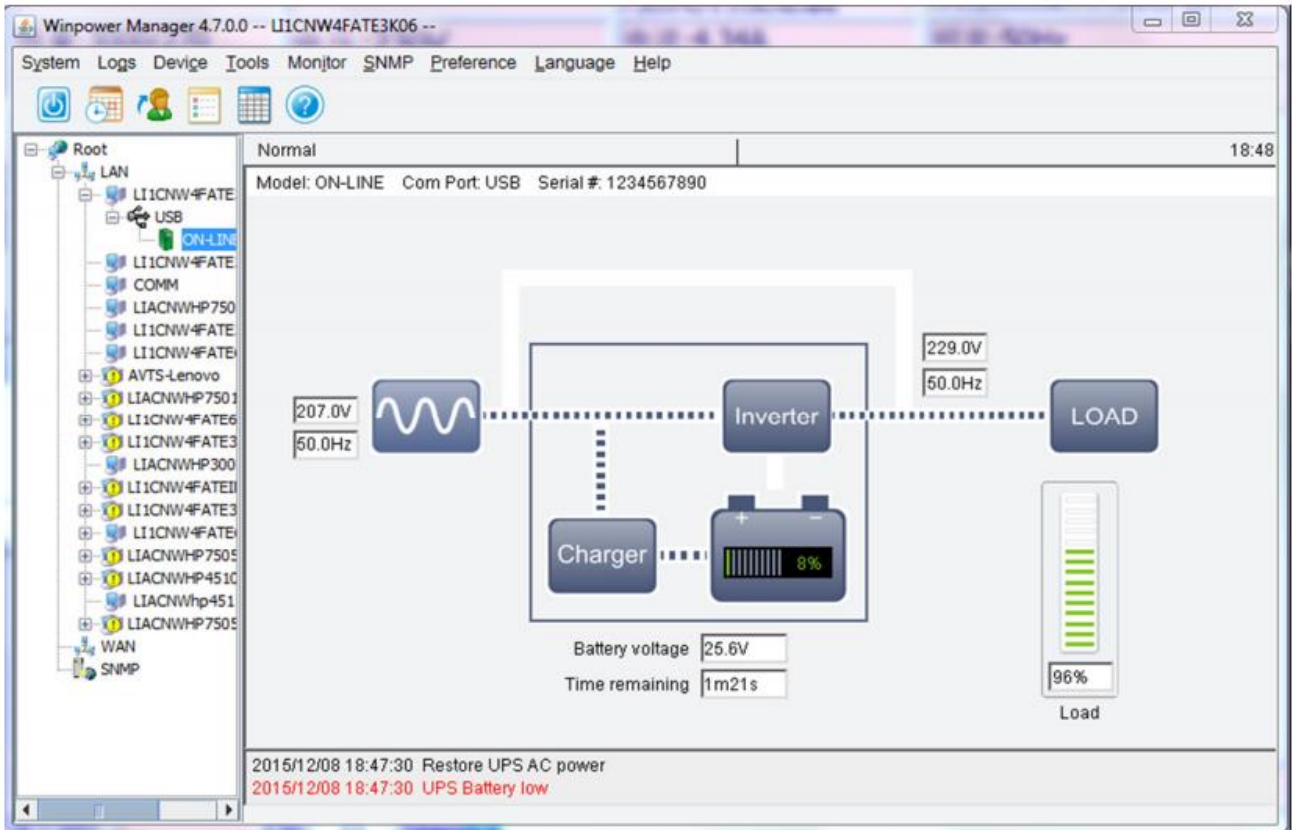 Winpower Manager 4.7.0.0 -- LI1CNW4FATE3K06 --
System Logs Device Tools Monitor SNMP Preference Language Help
Root
LAN
LI1CNW4FATE
USB
ON-LINE
LI1CNW4FATE
COMM
LIACNWHP750
LI1CNW4FATE
LI1CNW4FATE
AVTS-Lenovo
LIACNWHP7501
LI1CNW4FATE6
LI1CNW4FATE3
LIACNWHP300
LI1CNW4FATEII
LI1CNW4FATE3
LI1CNW4FATE
LIACNWHP7505
LIACNWHP4510
LIACNWhp451
LIACNWHP7505
WAN
SNMP
Normal 18:48
Model: ON-LINE Com Port: USB Serial #: 1234567890
229.0V
50.0Hz
207.0V
50.0Hz
Inverter
LOAD
Charger
+ −
8%
Battery voltage 25.6V
Time remaining 1m21s
96%
Load
2015/12/08 18:47:30 Restore UPS AC power
2015/12/08 18:47:30 UPS Battery low